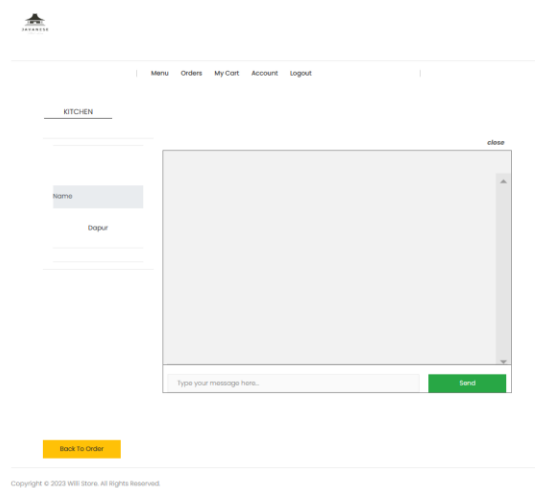 JAVANESE
Menu Orders My Cart Account Logout
KITCHEN
close
Name
Dapur
Type your message here..
Send
Back To Order
Copyright © 2023 Willi Store. All Rights Reserved.